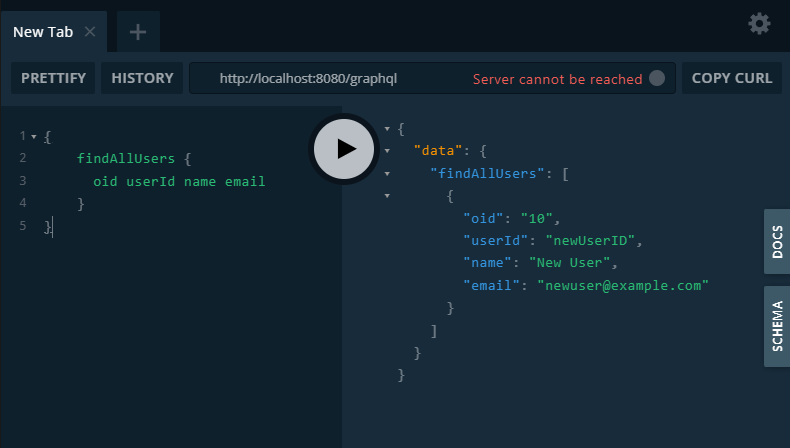 New Tab
PRETTIFY
HISTORY
http://localhost:8080/graphql
Server cannot be reached
COPY CURL
1 {
2 findAllUsers {
3 oid userId name email
4 }
5 }
{
"data": {
"findAllUsers": [
{
"oid": "10",
"userId": "newUserID",
"name": "New User",
"email": "newuser@example.com"
}
]
}
}
DOCS
SCHEMA